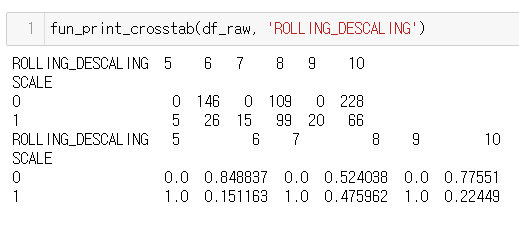 1 fun_print_crosstab(df_raw, 'ROLLING_DESCALING')
ROLLING_DESCALING 5 6 7 8 9 10
SCALE
0 0 146 0 109 0 228
1 5 26 15 99 20 66
ROLLING_DESCALING 5 6 7 8 9 10
SCALE
0 0.0 0.848837 0.0 0.524038 0.0 0.77551
1 1.0 0.151163 1.0 0.475962 1.0 0.22449